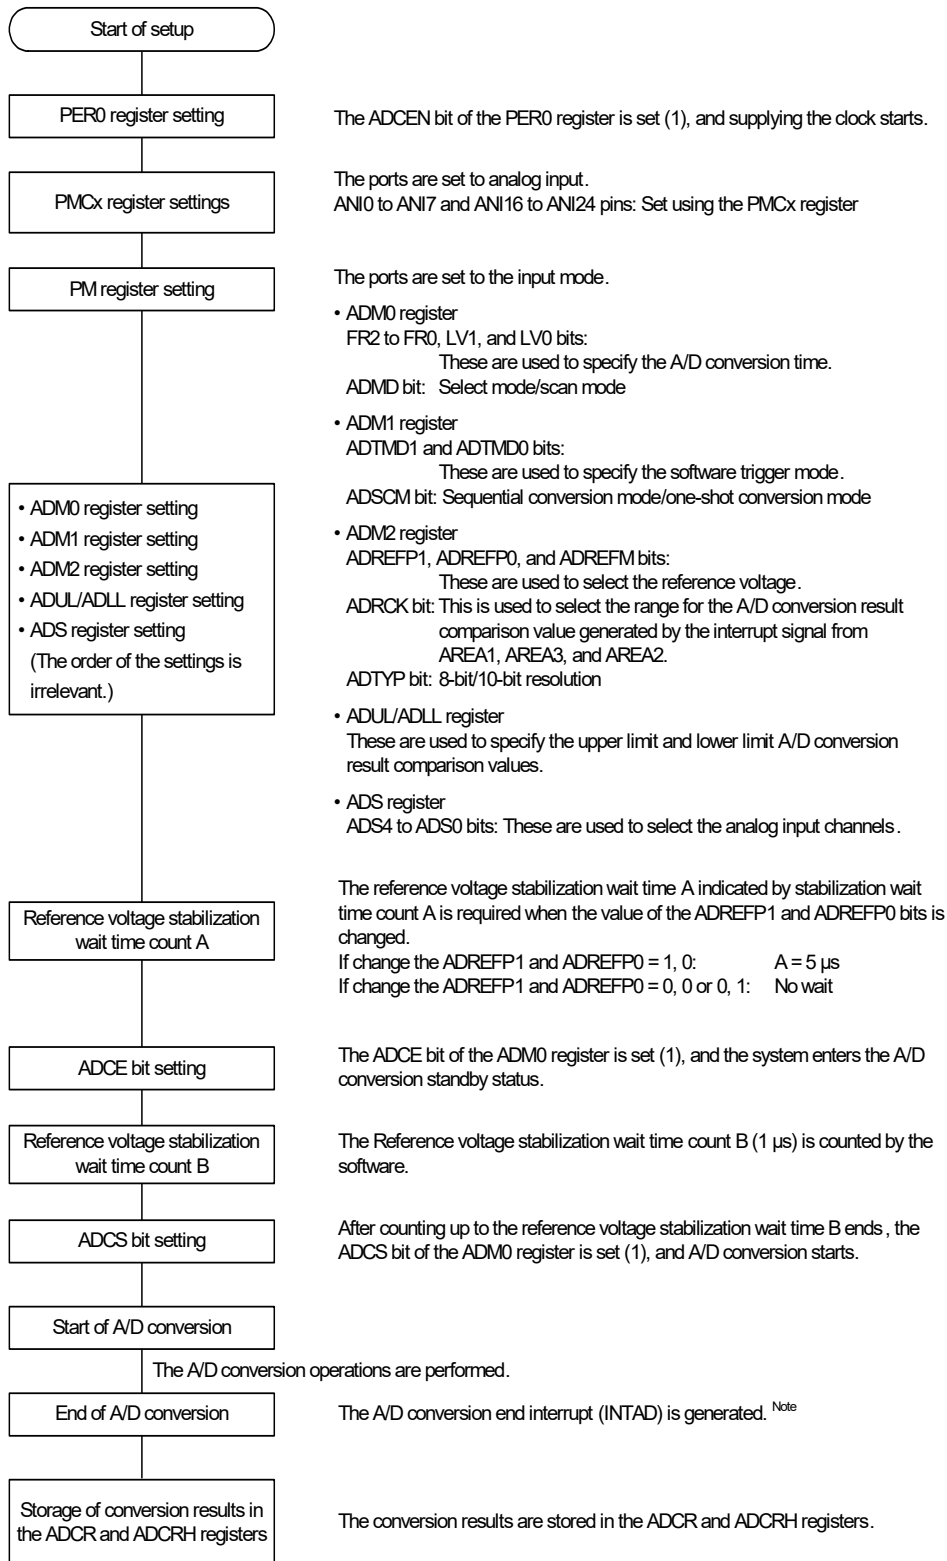 Start of setup
PER0 register setting
The ADCEN bit of the PER0 register is set (1), and supplying the clock starts.
PMCx register settings
The ports are set to analog input.
ANI0 to ANI7 and ANI16 to ANI24 pins: Set using the PMCx register
PM register setting
The ports are set to the input mode.
• ADM0 register
FR2 to FR0, LV1, and LV0 bits:
These are used to specify the A/D conversion time.
ADMD bit: Select mode/scan mode
• ADM1 register
ADTMD1 and ADTMD0 bits:
These are used to specify the software trigger mode.
ADSCM bit: Sequential conversion mode/one-shot conversion mode
• ADM2 register
ADREFP1, ADREFP0, and ADREFM bits:
These are used to select the reference voltage.
ADRCK bit: This is used to select the range for the A/D conversion result
comparison value generated by the interrupt signal from
AREA1, AREA3, and AREA2.
ADTYP bit: 8-bit/10-bit resolution
• ADUL/ADLL register
These are used to specify the upper limit and lower limit A/D conversion
result comparison values.
• ADS register
ADS4 to ADS0 bits: These are used to select the analog input channels.
• ADM0 register setting
• ADM1 register setting
• ADM2 register setting
• ADUL/ADLL register setting
• ADS register setting
(The order of the settings is
irrelevant.)
Reference voltage stabilization
wait time count A
The reference voltage stabilization wait time A indicated by stabilization wait
time count A is required when the value of the ADREFP1 and ADREFP0 bits is
changed.
If change the ADREFP1 and ADREFP0 = 1, 0: A = 5 µs
If change the ADREFP1 and ADREFP0 = 0, 0 or 0, 1: No wait
ADCE bit setting
The ADCE bit of the ADM0 register is set (1), and the system enters the A/D
conversion standby status.
Reference voltage stabilization
wait time count B
The Reference voltage stabilization wait time count B (1 µs) is counted by the
software.
ADCS bit setting
After counting up to the reference voltage stabilization wait time B ends, the
ADCS bit of the ADM0 register is set (1), and A/D conversion starts.
Start of A/D conversion
The A/D conversion operations are performed.
End of A/D conversion
The A/D conversion end interrupt (INTAD) is generated. Note
Storage of conversion results in
the ADCR and ADCRH registers
The conversion results are stored in the ADCR and ADCRH registers.